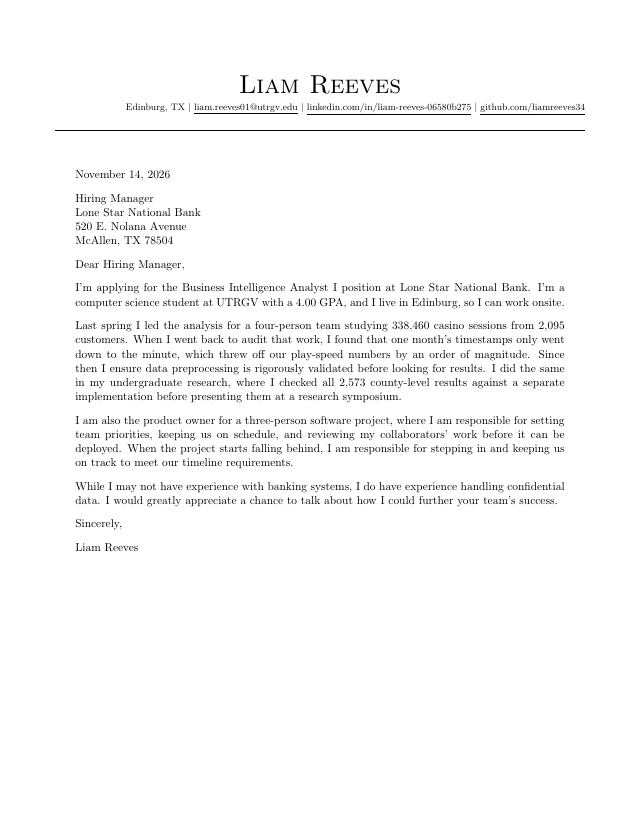 Liam Reeves
Edinburg, TX | liam.reeves01@utrgv.edu | linkedin.com/in/liam-reeves-06580b275 | github.com/liamreeves34
November 14, 2026
Hiring Manager
Lone Star National Bank
520 E. Nolana Avenue
McAllen, TX 78504
Dear Hiring Manager,
I'm applying for the Business Intelligence Analyst I position at Lone Star National Bank. I'm a
computer science student at UTRGV with a 4.00 GPA, and I live in Edinburg, so I can work onsite.
Last spring I led the analysis for a four-person team studying 338,460 casino sessions from 2,095
customers. When I went back to audit that work, I found that one month's timestamps only went
down to the minute, which threw off our play-speed numbers by an order of magnitude. Since
then I ensure data preprocessing is rigorously validated before looking for results. I did the same
in my undergraduate research, where I checked all 2,573 county-level results against a separate
implementation before presenting them at a research symposium.
I am also the product owner for a three-person software project, where I am responsible for setting
team priorities, keeping us on schedule, and reviewing my collaborators' work before it can be
deployed. When the project starts falling behind, I am responsible for stepping in and keeping us
on track to meet our timeline requirements.
While I may not have experience with banking systems, I do have experience handling confidential
data. I would greatly appreciate a chance to talk about how I could further your team's success.
Sincerely,
Liam Reeves